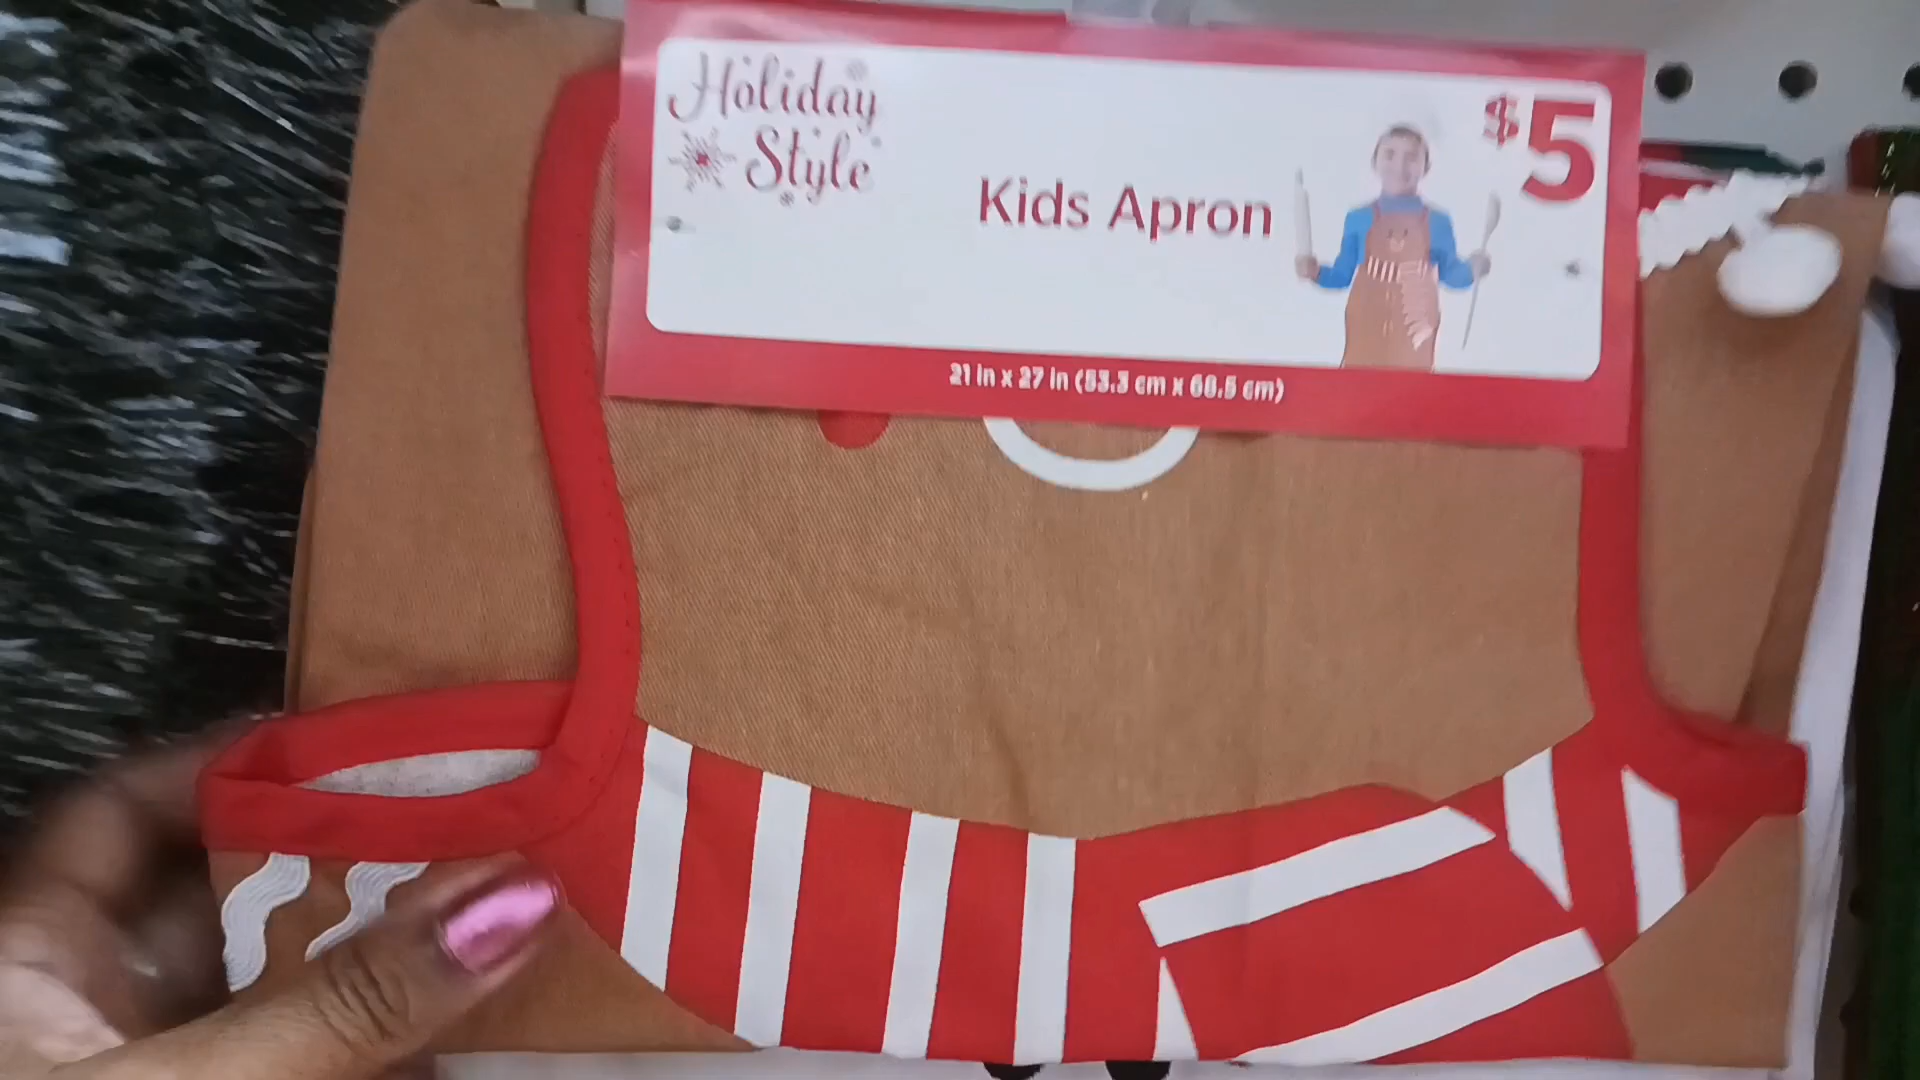 Holiday
Style
$5
Kids Apron
21 in x 27 in (53.3 cm x 68.5 cm)